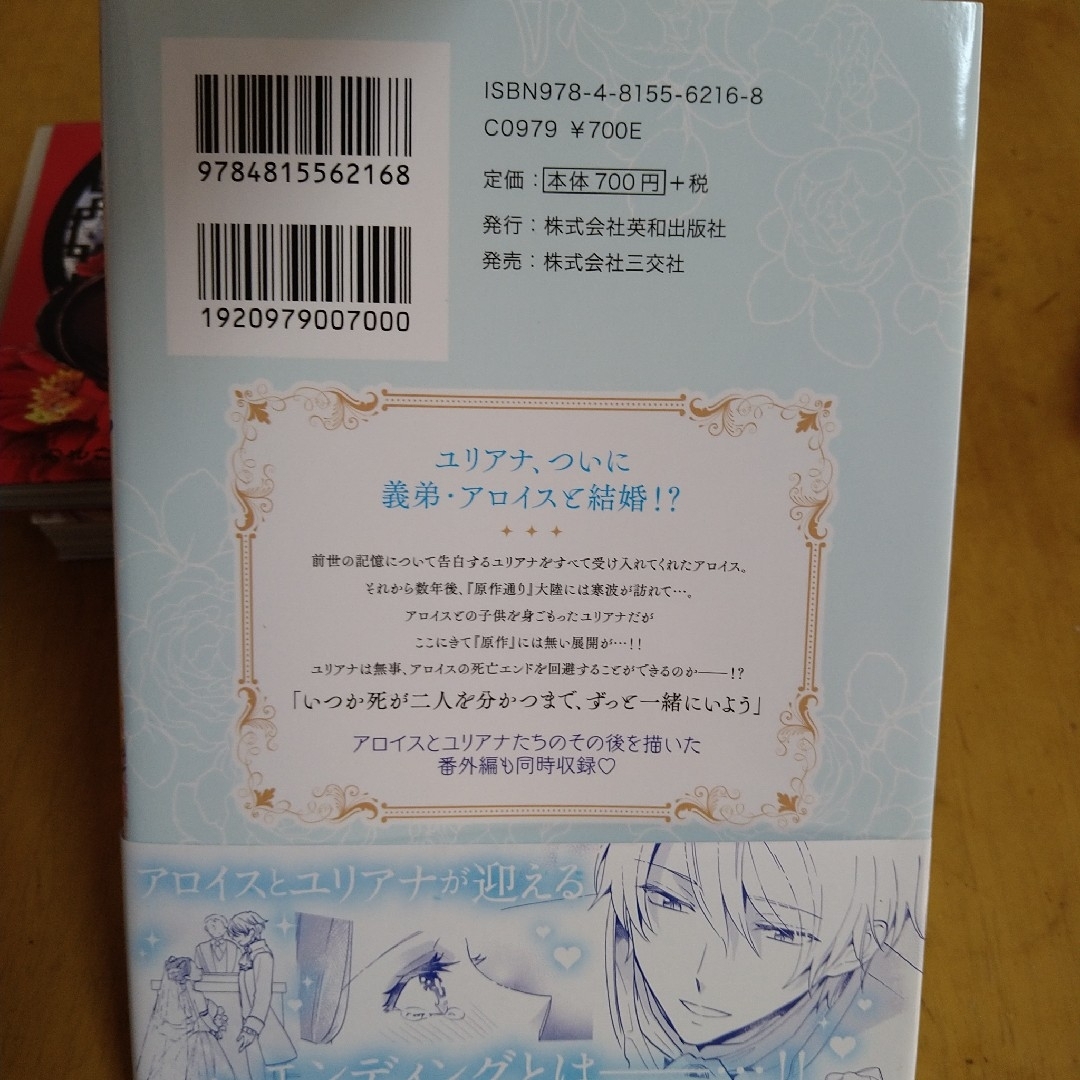 9784815562168
1920979007000
ISBN978-4-8155-6216-8
C0979 ¥700E
定価：本体700円+税
発行：株式会社英和出版社
発売：株式会社三交社
ユリアナ、ついに
義弟・アロイスと結婚!?
前世の記憶について告白するユリアナをすべて受け入れてくれたアロイス。
それから数年後、『原作通り』大陸には寒波が訪れて…。
アロイスとの子供を身ごもったユリアナだが
ここにきて『原作』には無い展開が…!!
ユリアナは無事、アロイスの死亡エンドを回避することができるのか――!?
「いつか死が二人を分かつまで、ずっと一緒にいよう」
アロイスとユリアナたちのその後を描いた
番外編も同時収録♡
アロイスとユリアナが迎える
エンディングとは――…!!